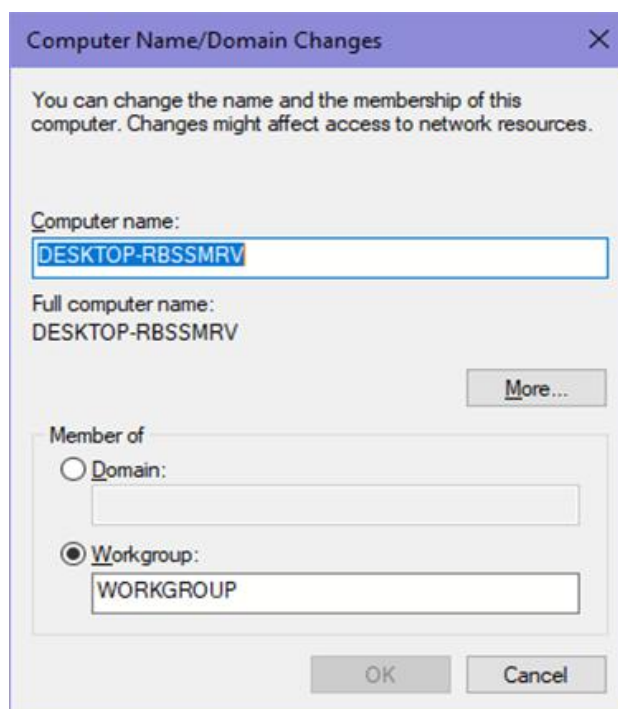 Computer Name/Domain Changes
You can change the name and the membership of this
computer. Changes might affect access to network resources.
Computer name:
DESKTOP-RBSSMRV
Full computer name:
DESKTOP-RBSSMRV
More...
Member of
Domain:
Workgroup:
WORKGROUP
OK Cancel